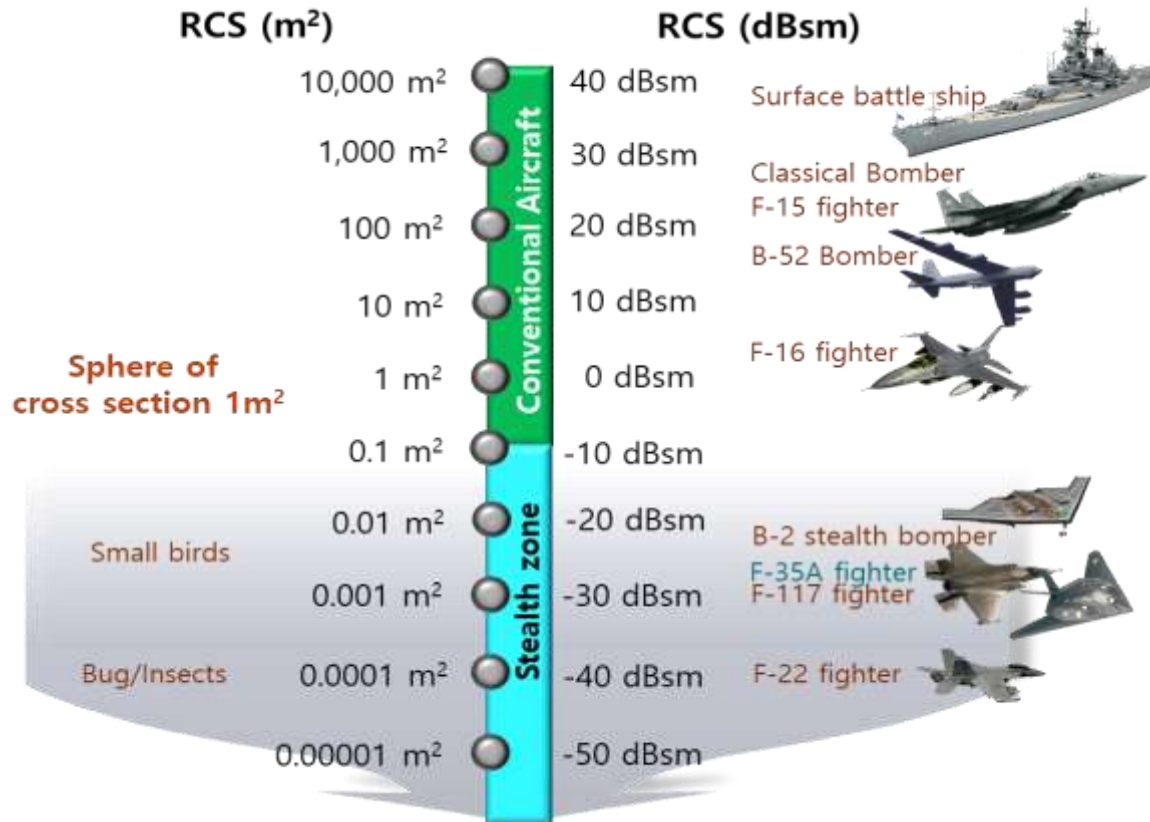 RCS (m²)
RCS (dBsm)
10,000 m²
40 dBsm
Surface battle ship
1,000 m²
30 dBsm
Classical Bomber
F-15 fighter
100 m²
20 dBsm
B-52 Bomber
10 m²
10 dBsm
Conventional Aircraft
F-16 fighter
Sphere of
cross section 1m²
1 m²
0 dBsm
0.1 m²
-10 dBsm
0.01 m²
-20 dBsm
B-2 stealth bomber
Small birds
F-35A fighter
0.001 m²
-30 dBsm
F-117 fighter
Stealth zone
Bug/Insects
0.0001 m²
-40 dBsm
F-22 fighter
0.00001 m²
-50 dBsm